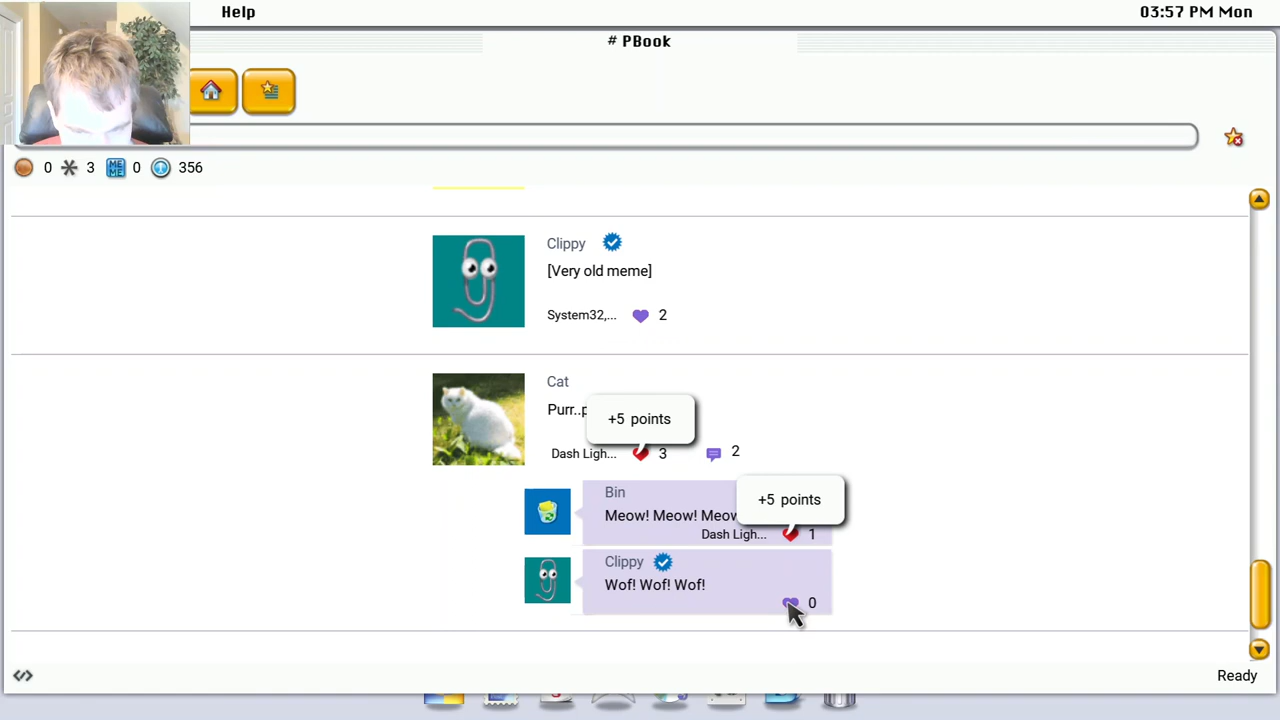 Help
03:57 PM Mon
# PBook
0 3 MEME 0 356
Clippy
[Very old meme]
System32,... 2
Cat
Purr..p
+5 points
Dash Ligh... 3 2
Bin
+5 points
Meow! Meow! Meow
Dash Ligh... 1
Clippy
Wof! Wof! Wof!
0
Ready